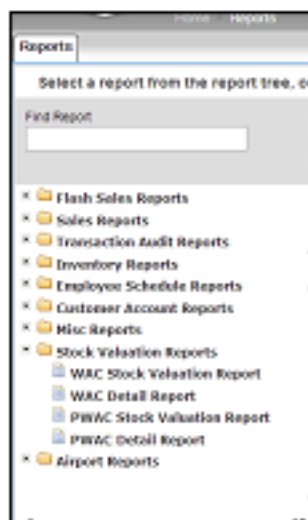 Home Reports
Reports
Select a report from the report tree,
Find Report
Flash Sales Reports
Sales Reports
Transaction Audit Reports
Inventory Reports
Employee Schedule Reports
Customer Account Reports
Misc Reports
Stock Valuation Reports
WAC Stock Valuation Report
WAC Detail Report
PWAC Stock Valuation Report
PWAC Detail Report
Airport Reports